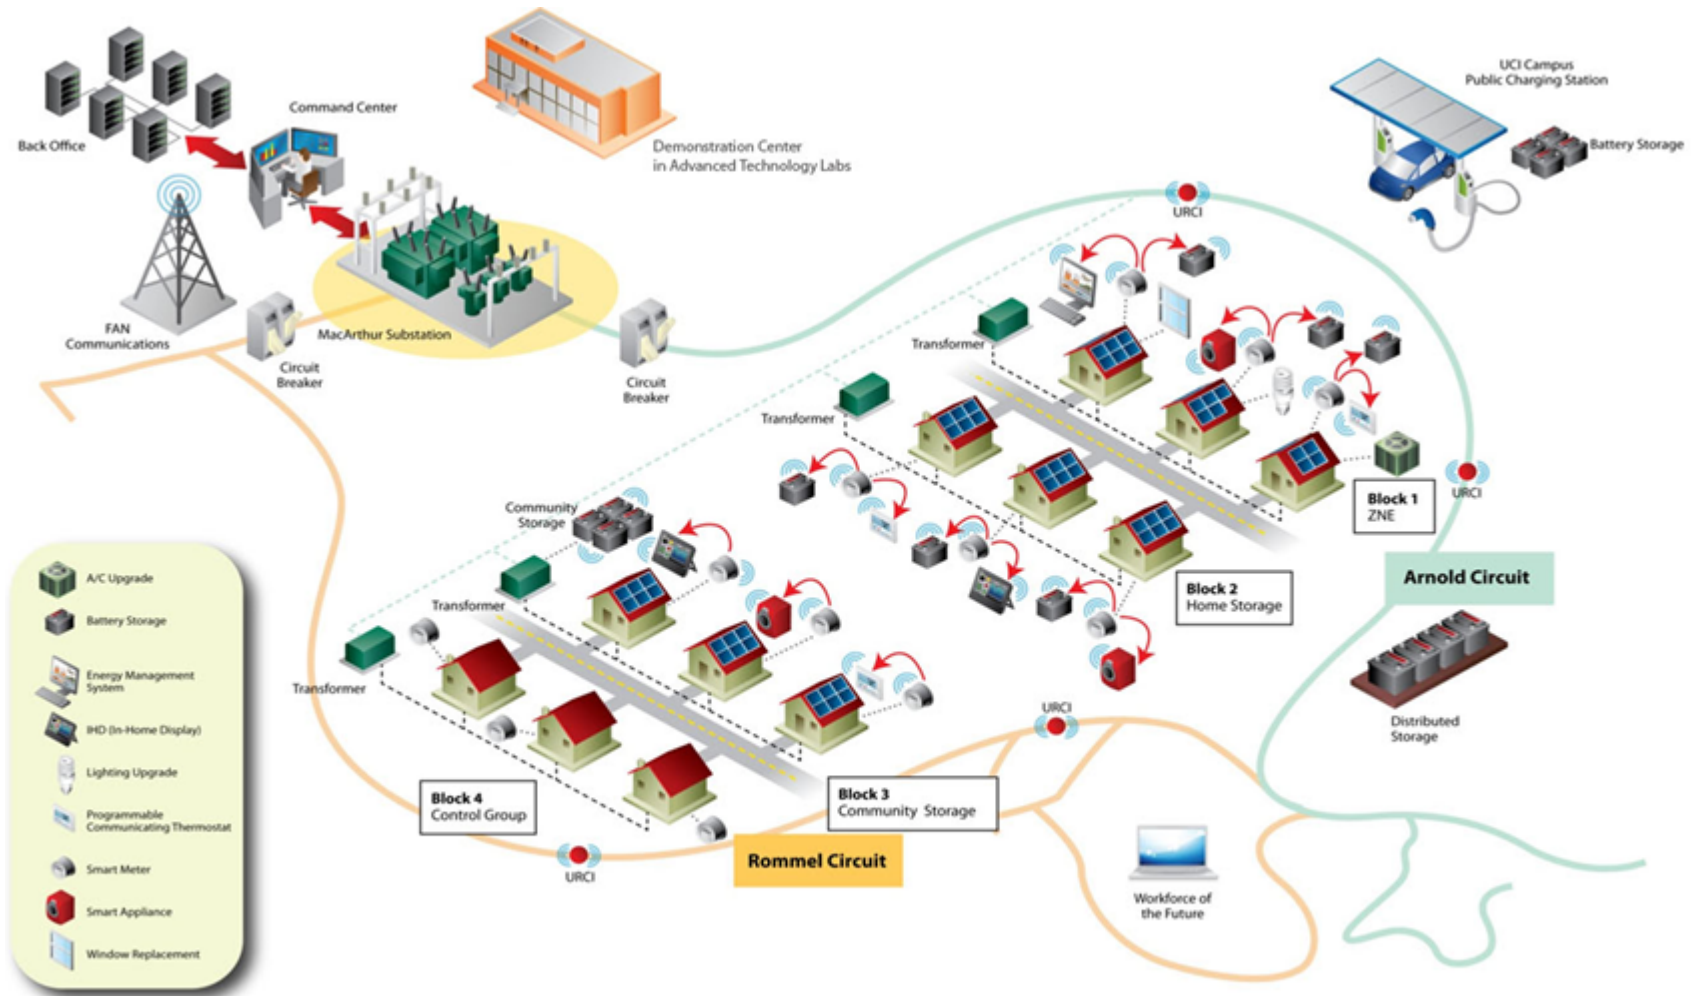 Back Office
Command Center
Demonstration Center
in Advanced Technology Labs
UCI Campus
Public Charging Station
Battery Storage
FAN
Communications
MacArthur Substation
Circuit
Breaker
Circuit
Breaker
URCI
Transformer
Transformer
URCI
Block 1
ZNE
Arnold Circuit
Block 2
Home Storage
Community
Storage
Transformer
Transformer
Distributed
Storage
URCI
Block 3
Community Storage
Block 4
Control Group
Rommel Circuit
URCI
Workforce of
the Future
A/C Upgrade
Battery Storage
Energy Management
System
IHD (In-Home Display)
Lighting Upgrade
Programmable
Communicating Thermostat
Smart Meter
Smart Appliance
Window Replacement